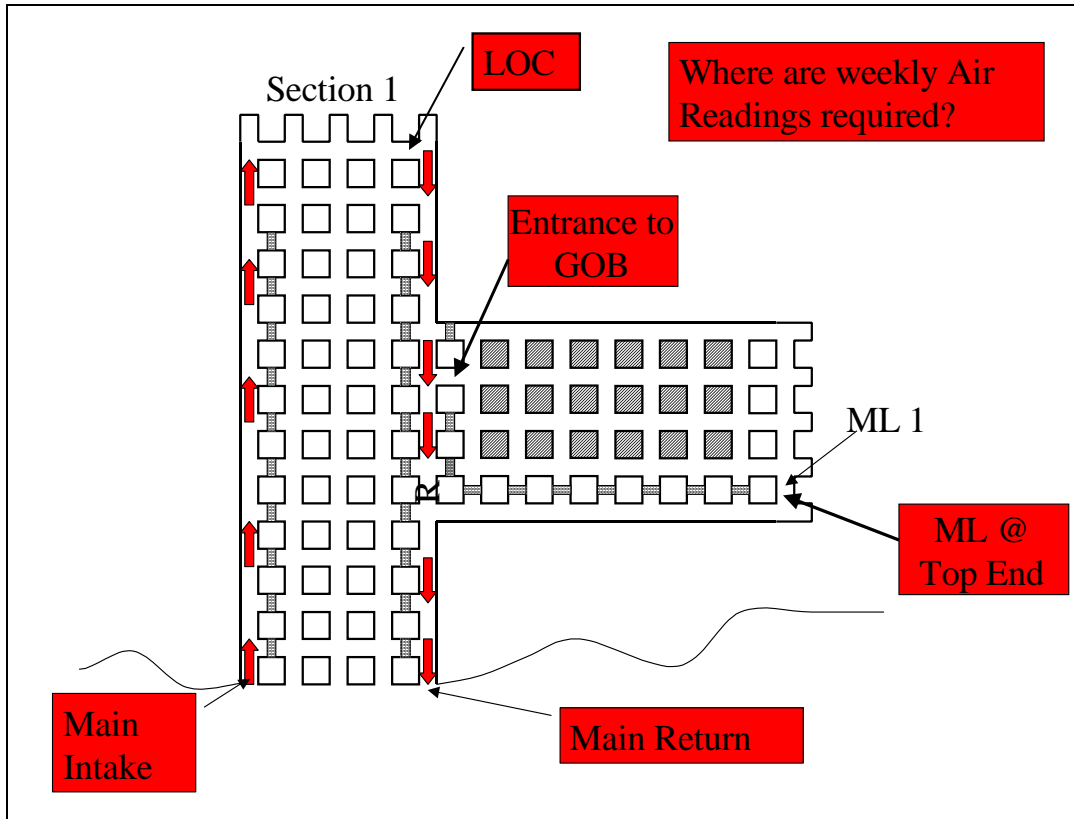 LOC
Where are weekly Air
Readings required?
Section 1
Entrance to
GOB
ML 1
R
ML @
Top End
Main
Intake
Main Return